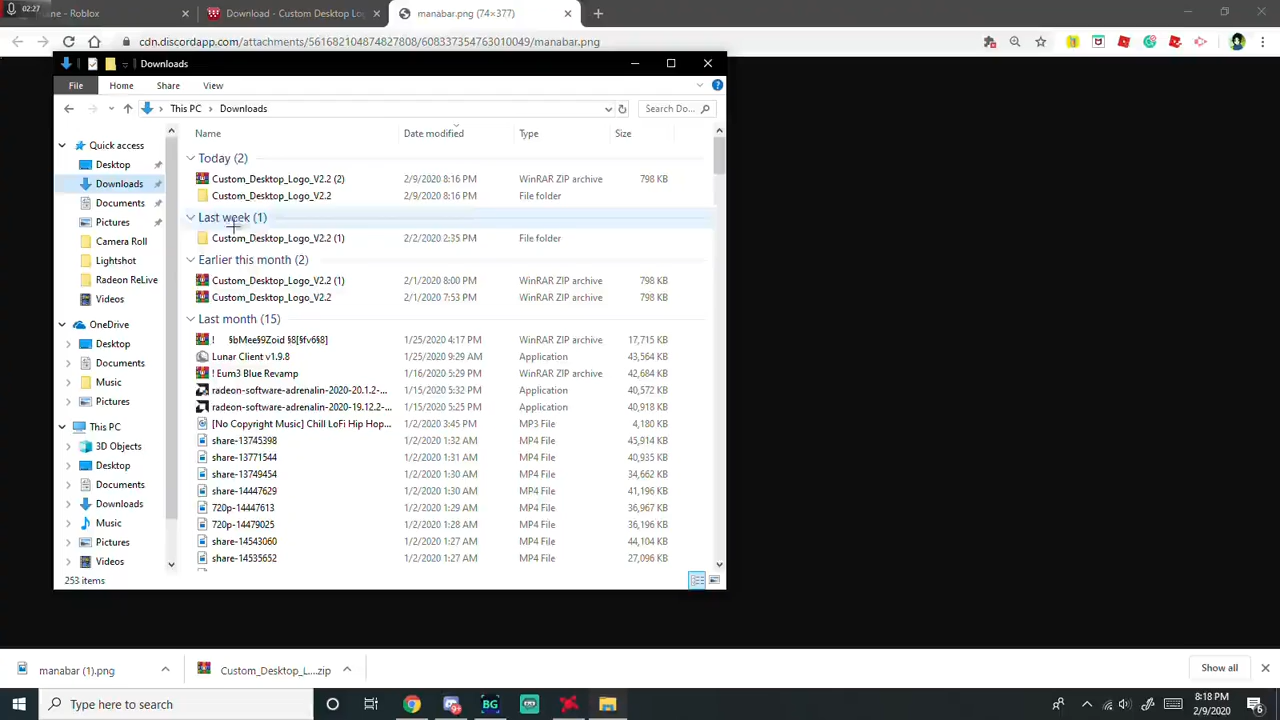 02:27
me - Roblox
Download - Custom Desktop Lo
manabar.png (74×377)
cdn.discordapp.com/attachments/561682104874827808/608337354763010049/manabar.png
Downloads
File Home Share View
This PC > Downloads
Search Do...
Name Date modified Type Size
Quick access
Desktop
Downloads
Documents
Pictures
Camera Roll
Lightshot
Radeon ReLive
Videos
OneDrive
Desktop
Documents
Music
Pictures
This PC
3D Objects
Desktop
Documents
Downloads
Music
Pictures
Videos
Today (2)
Custom_Desktop_Logo_V2.2 (2) 2/9/2020 8:16 PM WinRAR ZIP archive 798 KB
Custom_Desktop_Logo_V2.2 2/9/2020 8:16 PM File folder
Last week (1)
Custom_Desktop_Logo_V2.2 (1) 2/2/2020 2:35 PM File folder
Earlier this month (2)
Custom_Desktop_Logo_V2.2 (1) 2/1/2020 8:00 PM WinRAR ZIP archive 798 KB
Custom_Desktop_Logo_V2.2 2/1/2020 7:53 PM WinRAR ZIP archive 798 KB
Last month (15)
! §bMee§9Zoid §8[§fv6§8] 1/25/2020 4:17 PM WinRAR ZIP archive 17,715 KB
Lunar Client v1.9.8 1/25/2020 9:29 AM Application 43,564 KB
! Eum3 Blue Revamp 1/16/2020 5:29 PM WinRAR ZIP archive 42,684 KB
radeon-software-adrenalin-2020-20.1.2-... 1/15/2020 5:32 PM Application 40,572 KB
radeon-software-adrenalin-2020-19.12.2-... 1/15/2020 5:25 PM Application 40,918 KB
[No Copyright Music] Chill LoFi Hip Hop... 1/2/2020 3:45 PM MP3 File 4,180 KB
share-13745398 1/2/2020 1:32 AM MP4 File 45,914 KB
share-13771544 1/2/2020 1:31 AM MP4 File 40,935 KB
share-13749454 1/2/2020 1:30 AM MP4 File 34,662 KB
share-14447629 1/2/2020 1:30 AM MP4 File 41,196 KB
720p-14447613 1/2/2020 1:29 AM MP4 File 36,967 KB
720p-14479025 1/2/2020 1:28 AM MP4 File 36,196 KB
share-14543060 1/2/2020 1:27 AM MP4 File 44,104 KB
share-14535652 1/2/2020 1:27 AM MP4 File 27,096 KB
253 items
manabar (1).png
Custom_Desktop_L....zip
Show all
Type here to search
BG
8:18 PM
2/9/2020
6